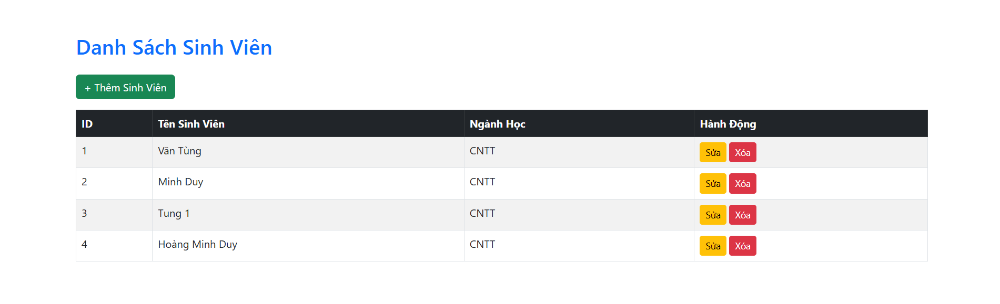 Danh Sách Sinh Viên
+ Thêm Sinh Viên
ID Tên Sinh Viên Ngành Học Hành Động
1 Văn Tùng CNTT Sửa Xóa
2 Minh Duy CNTT Sửa Xóa
3 Tung 1 CNTT Sửa Xóa
4 Hoàng Minh Duy CNTT Sửa Xóa